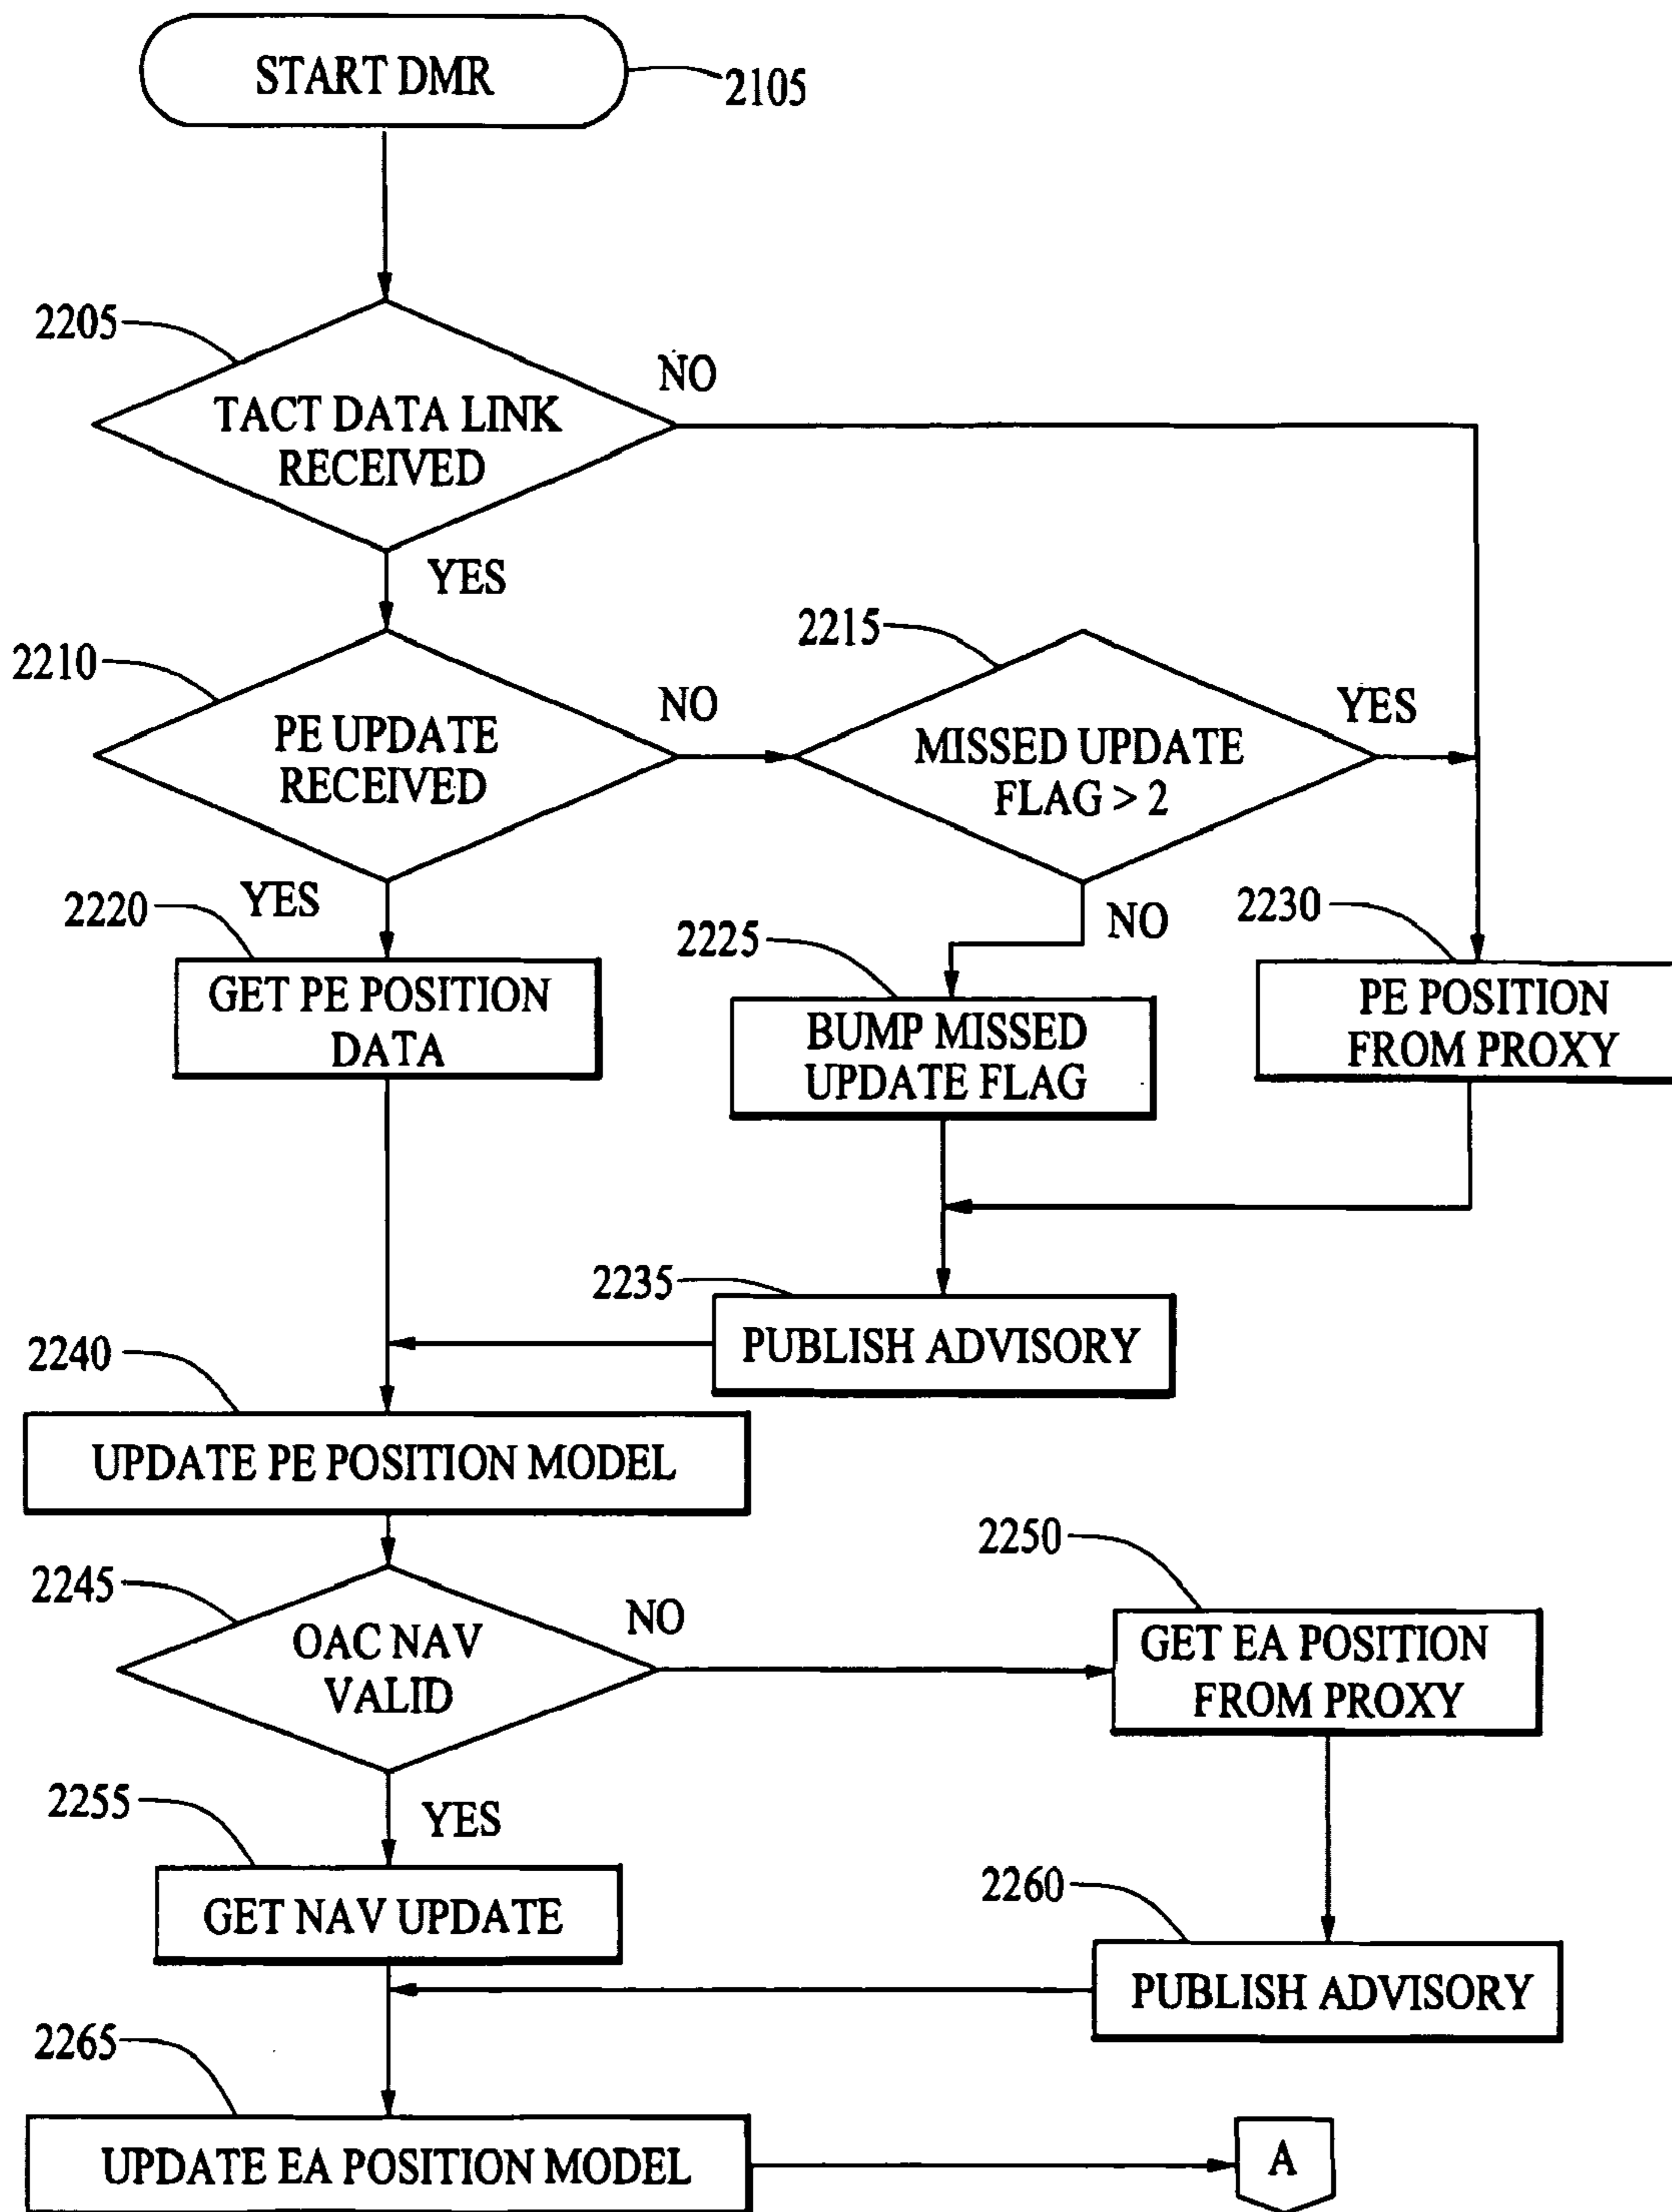 START DMR
2105
2205
NO
TACT DATA LINK
RECEIVED
YES
2210
2215
NO
YES
PE UPDATE
RECEIVED
MISSED UPDATE
FLAG > 2
YES
2220
NO
2225
2230
GET PE POSITION
DATA
BUMP MISSED
UPDATE FLAG
PE POSITION
FROM PROXY
2235
PUBLISH ADVISORY
2240
UPDATE PE POSITION MODEL
2245
NO
2250
OAC NAV
VALID
GET EA POSITION
FROM PROXY
YES
2255
GET NAV UPDATE
2260
PUBLISH ADVISORY
2265
UPDATE EA POSITION MODEL
A